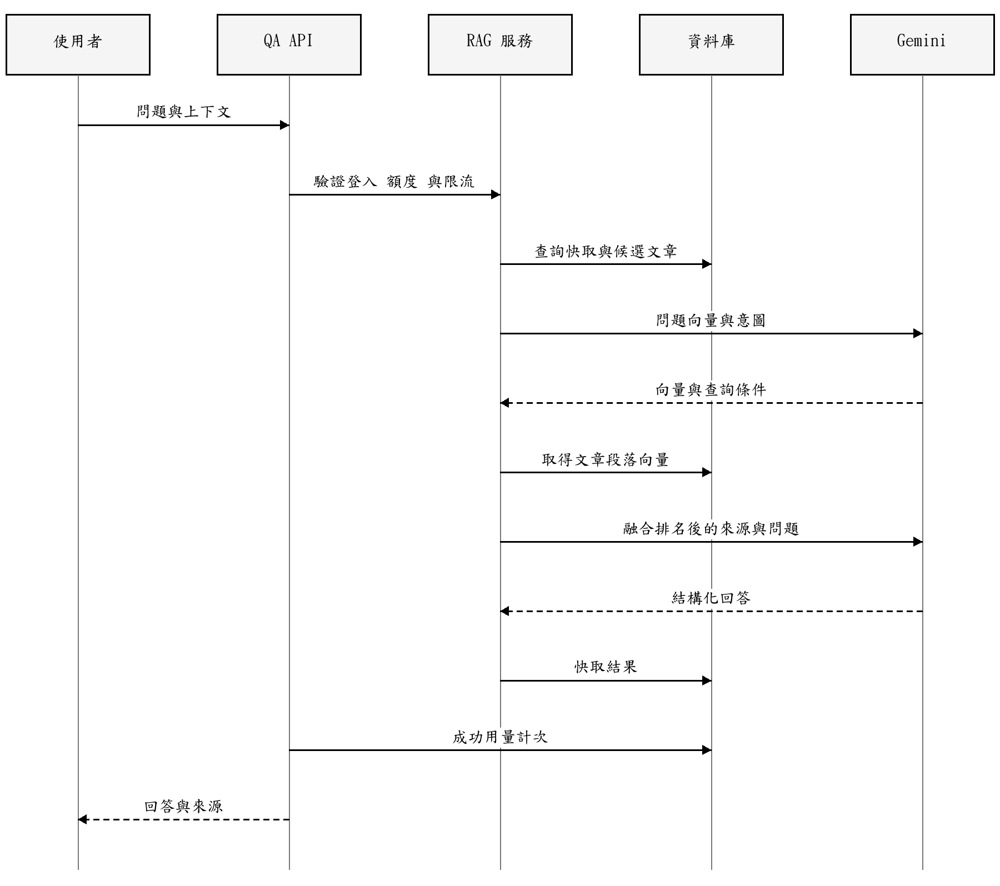 使用者
QA API
RAG 服務
資料庫
Gemini
問題與上下文
驗證登入 額度 與限流
查詢快取與候選文章
問題向量與意圖
向量與查詢條件
取得文章段落向量
融合排名後的來源與問題
結構化回答
快取結果
成功用量計次
回答與來源